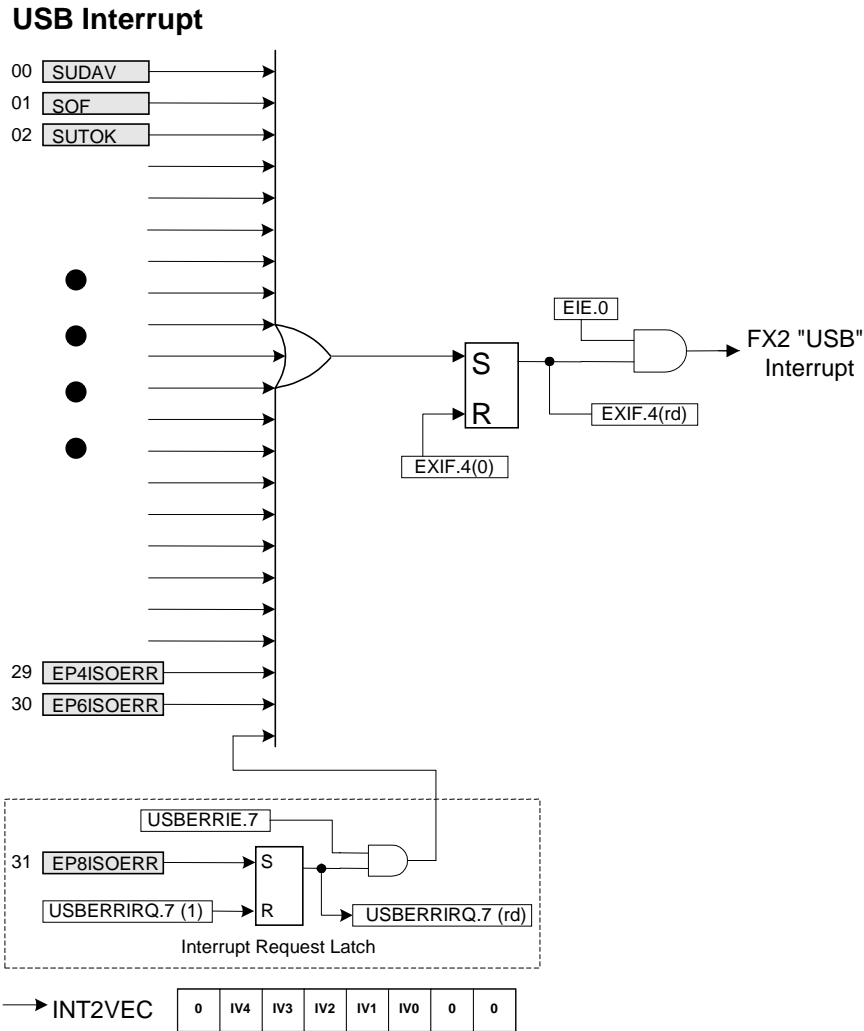 USB Interrupt
00 SUDAV
01 SOF
02 SUTOK
EIE.0
FX2 "USB"
Interrupt
S
R
EXIF.4(rd)
EXIF.4(0)
29 EP4ISOERR
30 EP6ISOERR
USBERRIE.7
31 EP8ISOERR
S
USBERRIRQ.7 (1)
R
USBERRIRQ.7 (rd)
Interrupt Request Latch
INT2VEC 0 IV4 IV3 IV2 IV1 IV0 0 0